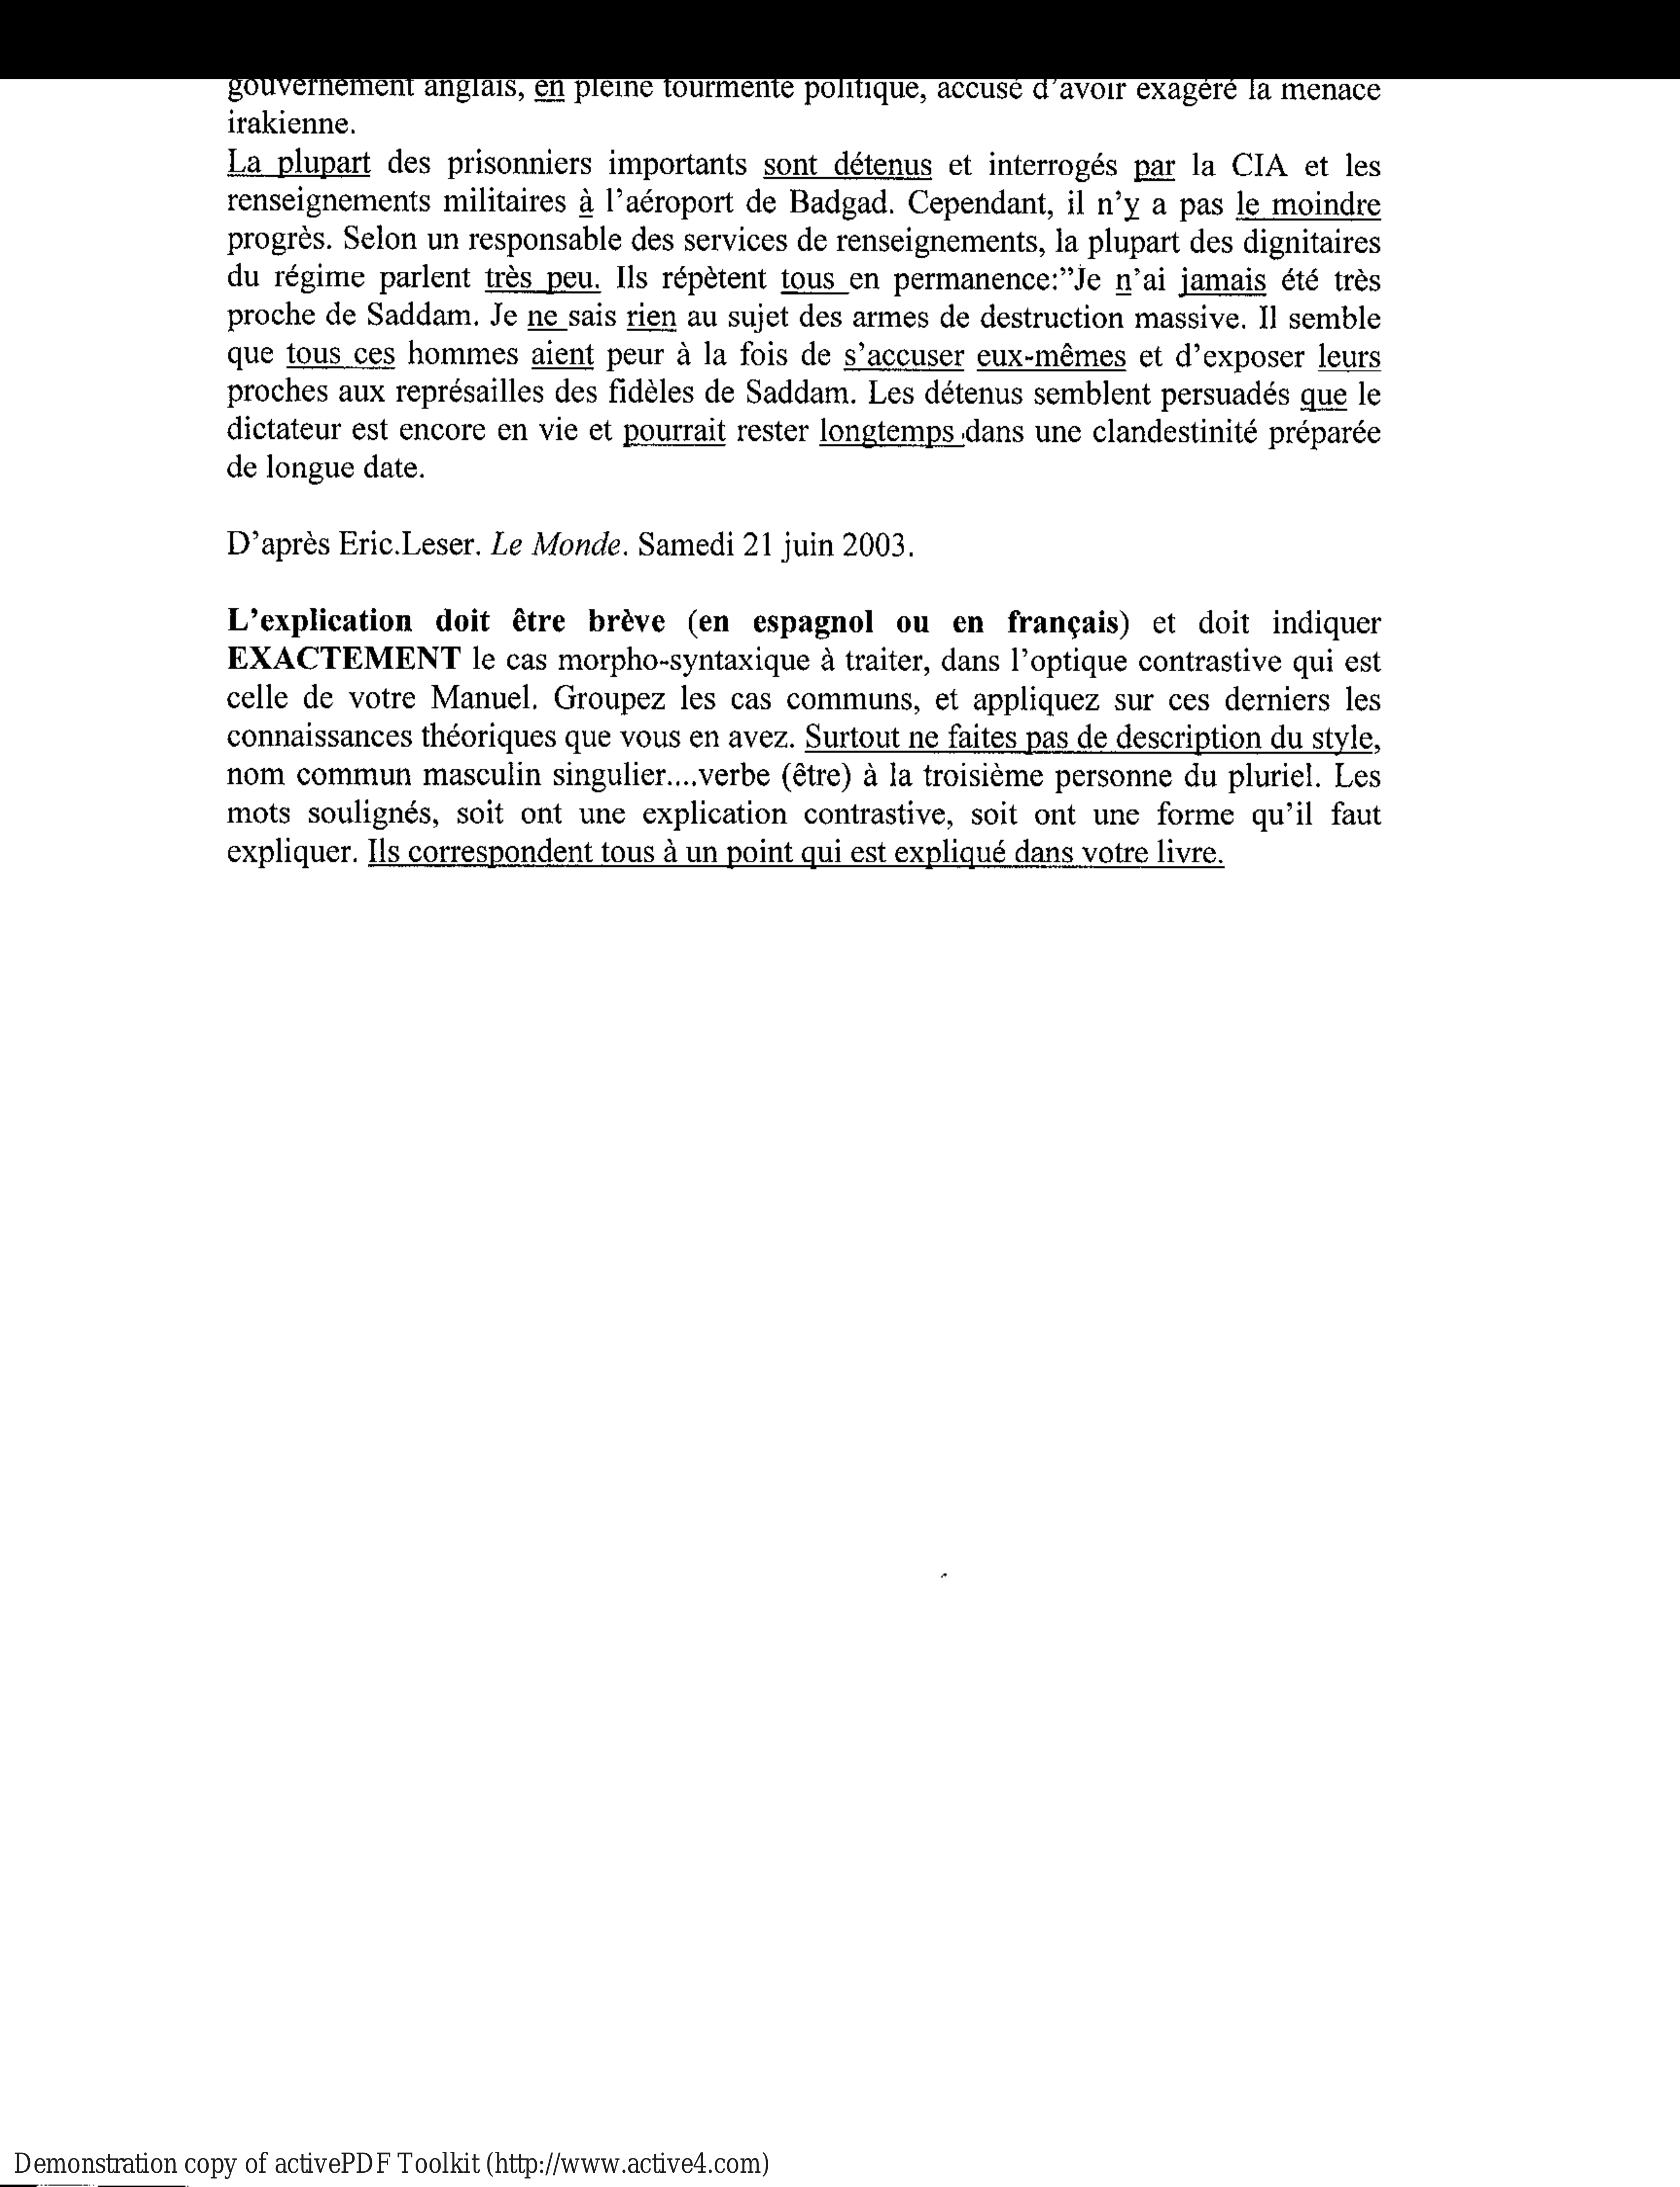 gouvernement anglais, en pleine tourmente politique, accusé d'avoir exagéré la menace
irakienne.
La plupart des prisonniers importants sont détenus et interrogés par la CIA et les
renseignements militaires à l'aéroport de Badgad. Cependant, il n'y a pas le moindre
progrès. Selon un responsable des services de renseignements, la plupart des dignitaires
du régime parlent très peu. Ils répètent tous en permanence:"Je n'ai jamais été très
proche de Saddam. Je ne sais rien au sujet des armes de destruction massive. Il semble
que tous ces hommes aient peur à la fois de s'accuser eux-mêmes et d'exposer leurs
proches aux représailles des fidèles de Saddam. Les détenus semblent persuadés que le
dictateur est encore en vie et pourrait rester longtemps dans une clandestinité préparée
de longue date.
D'après Eric.Leser. Le Monde. Samedi 21 juin 2003.
L'explication doit être brève (en espagnol ou en français) et doit indiquer
EXACTEMENT le cas morpho-syntaxique à traiter, dans l'optique contrastive qui est
celle de votre Manuel. Groupez les cas communs, et appliquez sur ces derniers les
connaissances théoriques que vous en avez. Surtout ne faites pas de description du style,
nom commun masculin singulier....verbe (être) à la troisième personne du pluriel. Les
mots soulignés, soit ont une explication contrastive, soit ont une forme qu'il faut
expliquer. Ils correspondent tous à un point qui est expliqué dans votre livre.
Demonstration copy of activePDF Toolkit (http://www.active4.com)